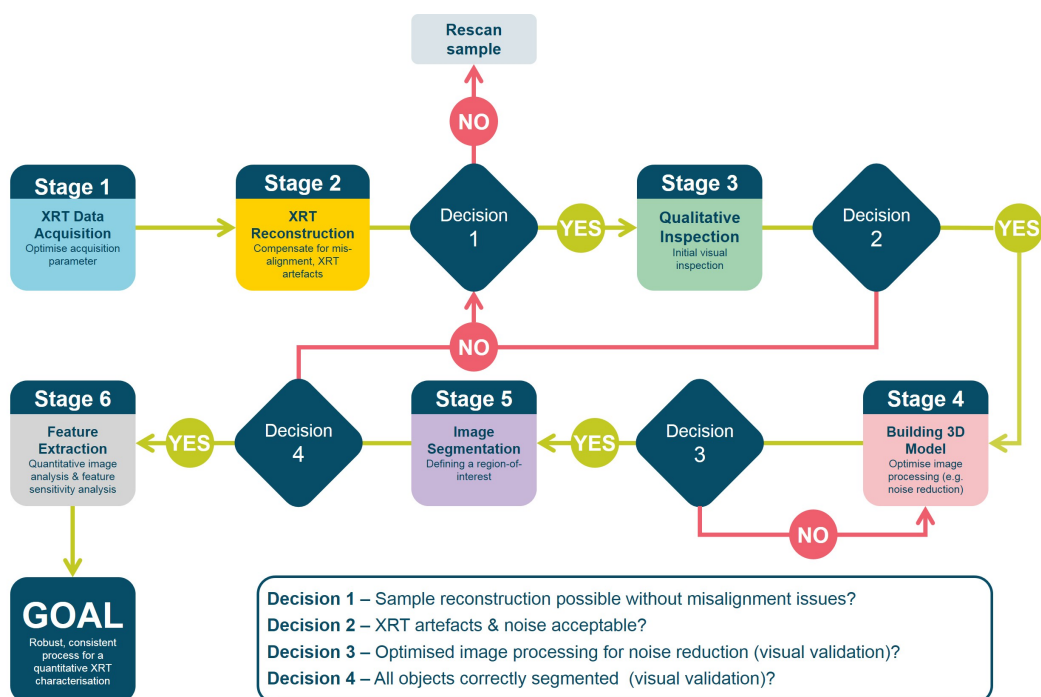 Rescan
sample
NO
Stage 1
XRT Data
Acquisition
Optimise acquisition
parameter
Stage 2
XRT
Reconstruction
Compensate for mis-
alignment, XRT
artefacts
Decision
1
YES
Stage 3
Qualitative
Inspection
Initial visual
inspection
Decision
2
YES
NO
Stage 4
Building 3D
Model
Optimise image
processing (e.g.
noise reduction)
NO
Decision
3
YES
Stage 5
Image
Segmentation
Defining a region-of-
interest
Decision
4
YES
Stage 6
Feature
Extraction
Quantitative image
analysis & feature
sensitivity analysis
GOAL
Robust, consistent
process for a
quantitative XRT
characterisation
Decision 1 – Sample reconstruction possible without misalignment issues?
Decision 2 – XRT artefacts & noise acceptable?
Decision 3 – Optimised image processing for noise reduction (visual validation)?
Decision 4 – All objects correctly segmented (visual validation)?